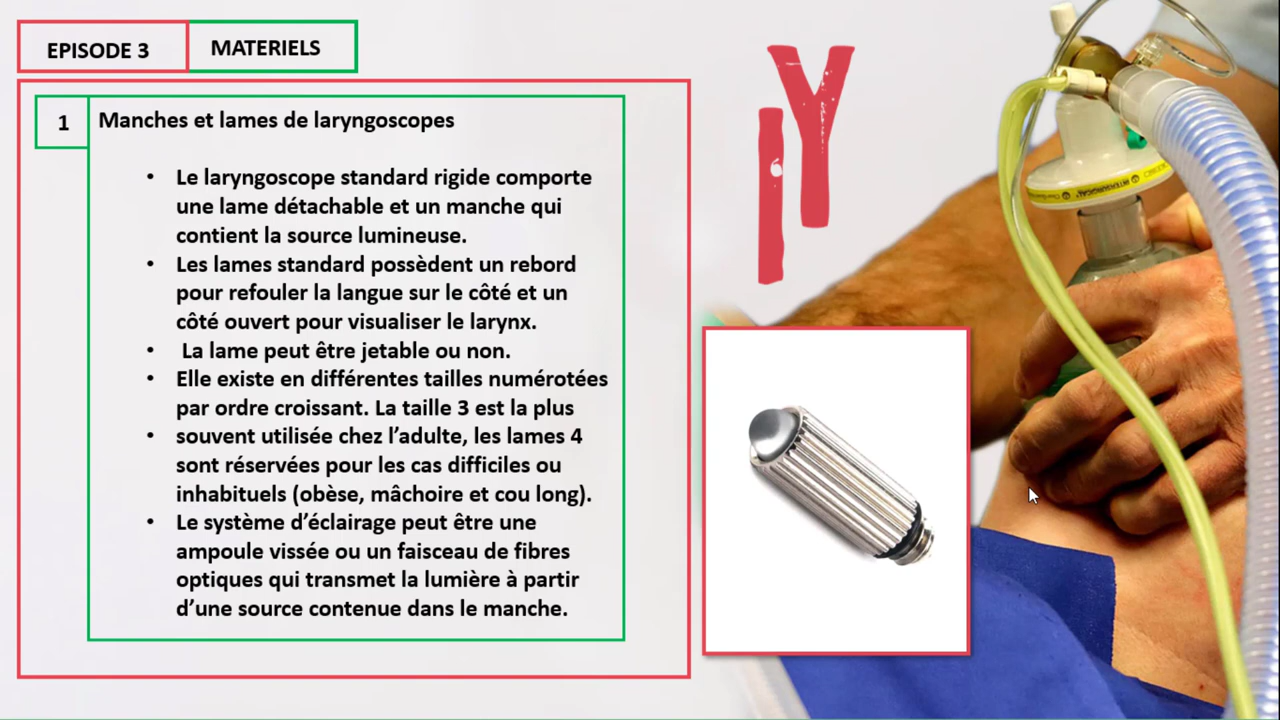 EPISODE 3
MATERIELS
1
Manches et lames de laryngoscopes
• Le laryngoscope standard rigide comporte
une lame détachable et un manche qui
contient la source lumineuse.
• Les lames standard possèdent un rebord
pour refouler la langue sur le côté et un
côté ouvert pour visualiser le larynx.
• La lame peut être jetable ou non.
• Elle existe en différentes tailles numérotées
par ordre croissant. La taille 3 est la plus
• souvent utilisée chez l’adulte, les lames 4
sont réservées pour les cas difficiles ou
inhabituels (obèse, mâchoire et cou long).
• Le système d’éclairage peut être une
ampoule vissée ou un faisceau de fibres
optiques qui transmet la lumière à partir
d’une source contenue dans le manche.
IY
INTERSURGICAL